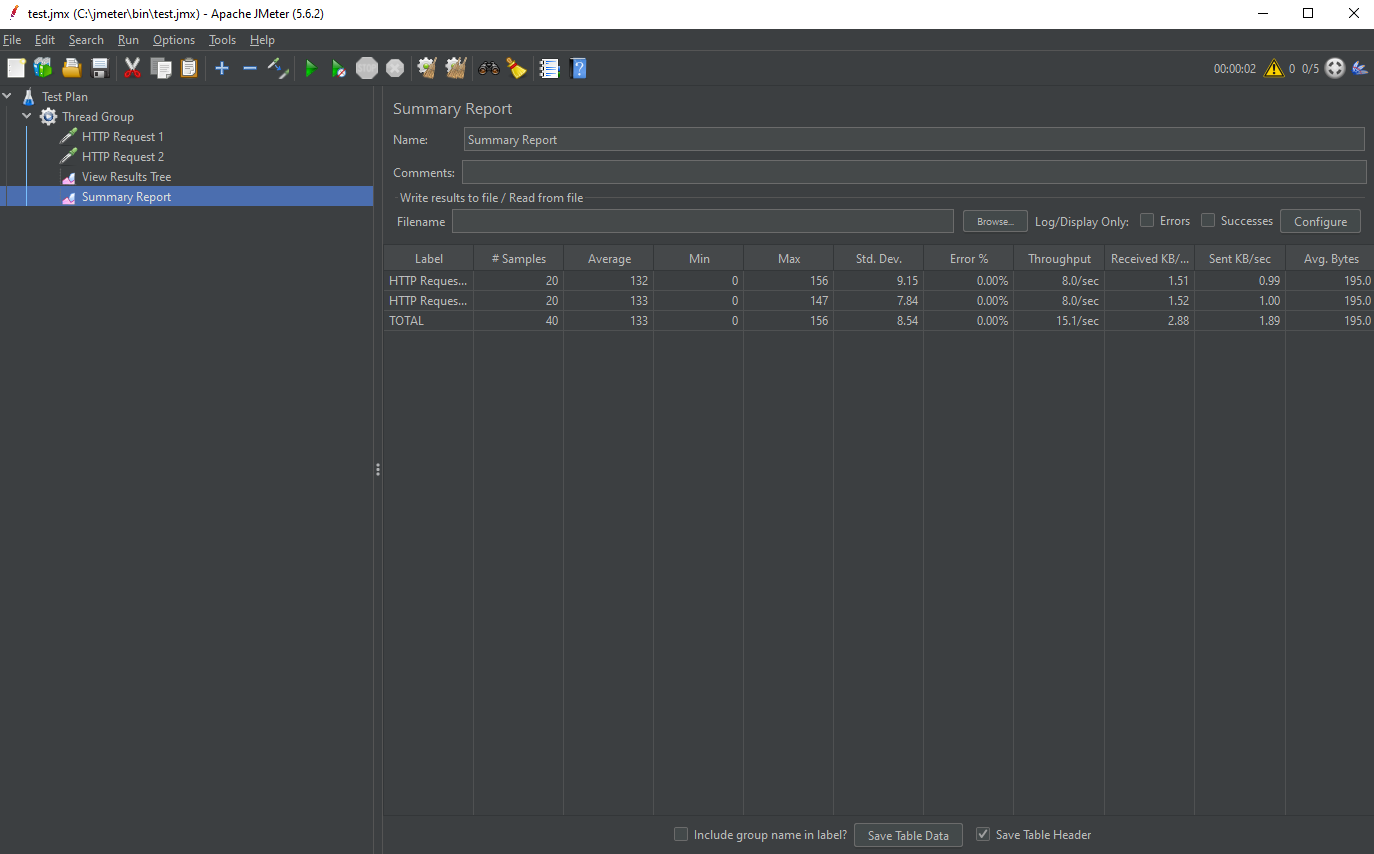 test.jmx (C:\jmeter\bin\test.jmx) - Apache JMeter (5.6.2)
File Edit Search Run Options Tools Help
STOP 00:00:02 0 0/5
Test Plan
Thread Group
HTTP Request 1
HTTP Request 2
View Results Tree
Summary Report
Summary Report
Name: Summary Report
Comments:
Write results to file / Read from file
Filename Browse... Log/Display Only: Errors Successes Configure
Label # Samples Average Min Max Std. Dev. Error % Throughput Received KB/... Sent KB/sec Avg. Bytes
HTTP Reques... 20 132 0 156 9.15 0.00% 8.0/sec 1.51 0.99 195.0
HTTP Reques... 20 133 0 147 7.84 0.00% 8.0/sec 1.52 1.00 195.0
TOTAL 40 133 0 156 8.54 0.00% 15.1/sec 2.88 1.89 195.0
Include group name in label? Save Table Data Save Table Header